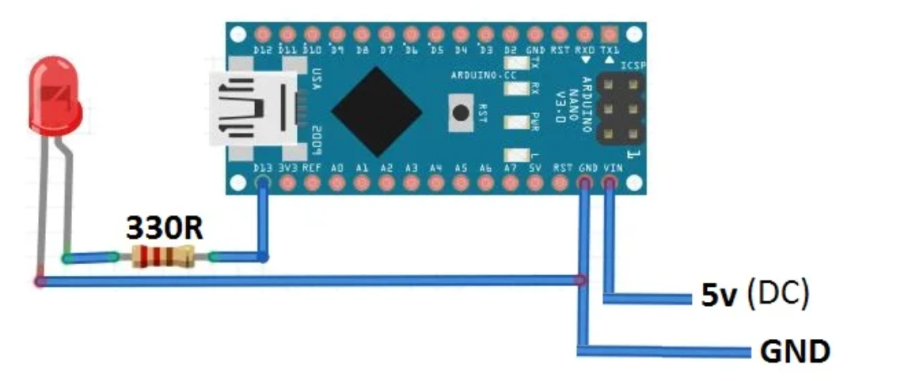 D12 D11 D10 D9 D8 D7 D6 D5 D4 D3 D2 GND RST RX0 TX1
TX
ICSP
USA
ARDUINO.CC
RX
ARDUINO
NANO
V3.0
RST
PWR
2009
L
1
D13 3V3 REF A0 A1 A2 A3 A4 A5 A6 A7 5V RST GND VIN
330R
5v (DC)
GND